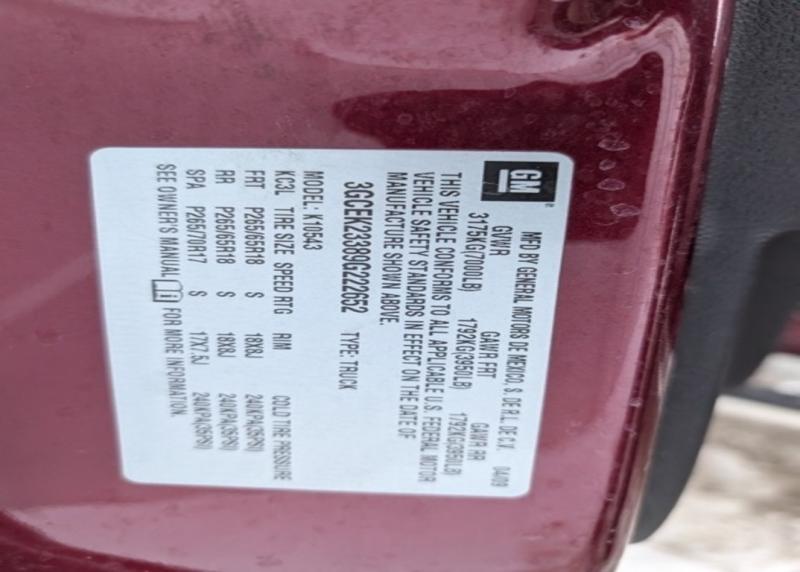 GM
MFD BY GENERAL MOTORS DE MEXICO, S. DE R.L. DE C.V. 04/09
GVWR GAWR FRT GAWR RR
3175KG(7000LB) 1792KG(3950LB) 1792KG(3950LB)
THIS VEHICLE CONFORMS TO ALL APPLICABLE U.S. FEDERAL MOTOR
VEHICLE SAFETY STANDARDS IN EFFECT ON THE DATE OF
MANUFACTURE SHOWN ABOVE.
3GCEK23389G222652 TYPE: TRUCK
MODEL: K10543
KC3L TIRE SIZE SPEED RTG RIM COLD TIRE PRESSURE
FRT P265/65R18 S 18X8J 240KPA(35PSI)
RR P265/65R18 S 18X8J 240KPA(35PSI)
SPA P265/70R17 S 17X7.5J 240KPA(35PSI)
SEE OWNER'S MANUAL FOR MORE INFORMATION.